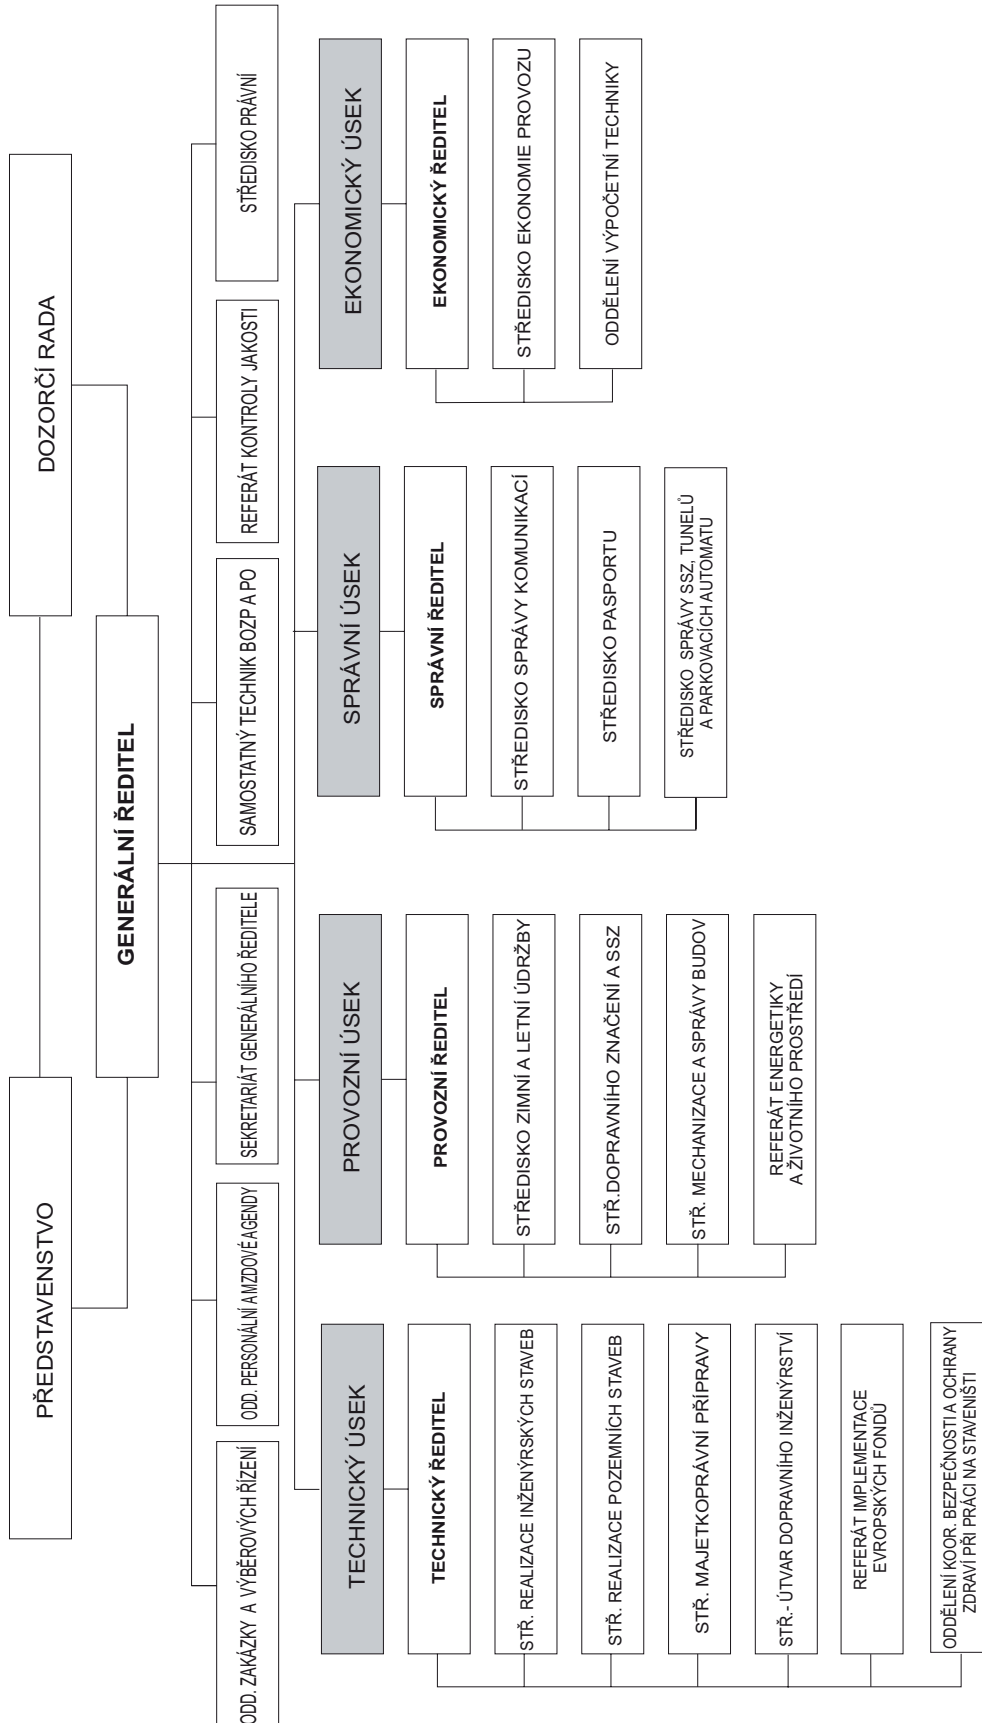 PŘEDSTAVENSTVO
DOZORČÍ RADA
GENERÁLNÍ ŘEDITEL
ODD. ZAKÁZKY A VÝBĚROVÝCH ŘÍZENÍ
ODD. PERSONÁLNÍ A MZDOVÉ AGENDY
SEKRETARIÁT GENERÁLNÍHO ŘEDITELE
SAMOSTATNÝ TECHNIK BOZP A PO
REFERÁT KONTROLY JAKOSTI
STŘEDISKO PRÁVNÍ
TECHNICKÝ ÚSEK
TECHNICKÝ ŘEDITEL
STŘ. REALIZACE INŽENÝRSKÝCH STAVEB
STŘ. REALIZACE POZEMNÍCH STAVEB
STŘ. MAJETKOPRÁVNÍ PŘÍPRAVY
STŘ.- ÚTVAR DOPRAVNÍHO INŽENÝRSTVÍ
REFERÁT IMPLEMENTACE
EVROPSKÝCH FONDŮ
ODDĚLENÍ KOOR. BEZPEČNOSTI A OCHRANY
ZDRAVÍ PŘI PRÁCI NA STAVENIŠTI
PROVOZNÍ ÚSEK
PROVOZNÍ ŘEDITEL
STŘEDISKO ZIMNÍ A LETNÍ ÚDRŽBY
STŘ.DOPRAVNÍHO ZNAČENÍ A SSZ
STŘ. MECHANIZACE A SPRÁVY BUDOV
REFERÁT ENERGETIKY
A ŽIVOTNÍHO PROSTŘEDÍ
SPRÁVNÍ ÚSEK
SPRÁVNÍ ŘEDITEL
STŘEDISKO SPRÁVY KOMUNIKACÍ
STŘEDISKO PASPORTU
STŘEDISKO SPRÁVY SSZ, TUNELŮ
A PARKOVACÍCH AUTOMATU
EKONOMICKÝ ÚSEK
EKONOMICKÝ ŘEDITEL
STŘEDISKO EKONOMIE PROVOZU
ODDĚLENÍ VÝPOČETNÍ TECHNIKY